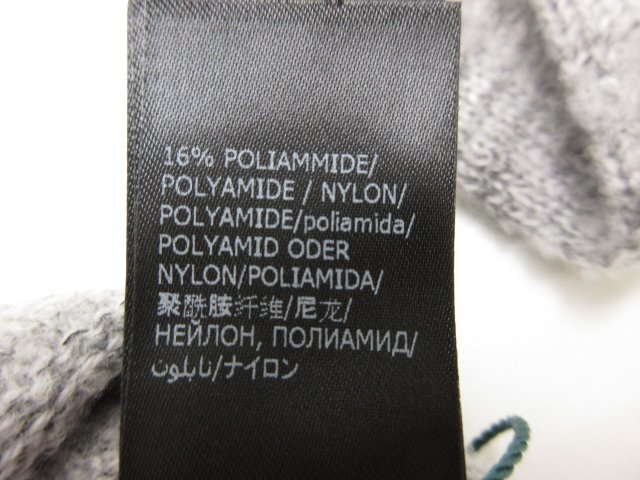 16% POLIAMMIDE/
POLYAMIDE / NYLON/
POLYAMIDE/poliamida/
POLYAMID ODER
NYLON/POLIAMIDA/
聚酰胺纤维/尼龙/
НЕЙЛОН, ПОЛИАМИД/
نايلون/ナイロン